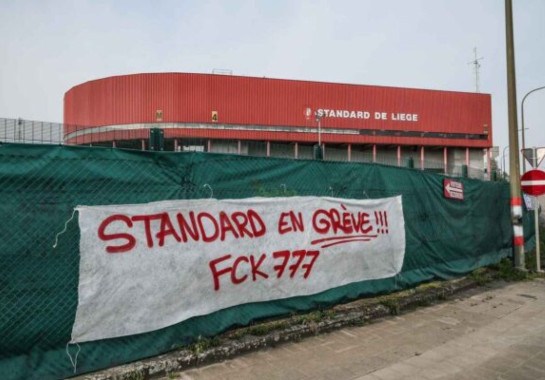 STANDARD DE LIEGE
STANDARD EN GRÈVE !!!
FCK 777